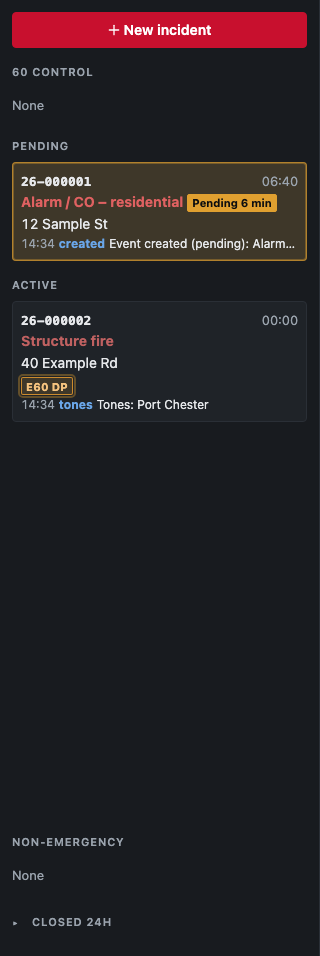 + New incident
60 CONTROL
None
PENDING
26–000001 06:40
Alarm / CO – residential Pending 6 min
12 Sample St
14:34 created Event created (pending): Alarm...
ACTIVE
26–000002 00:00
Structure fire
40 Example Rd
E60 DP
14:34 tones Tones: Port Chester
NON-EMERGENCY
None
▸ CLOSED 24H